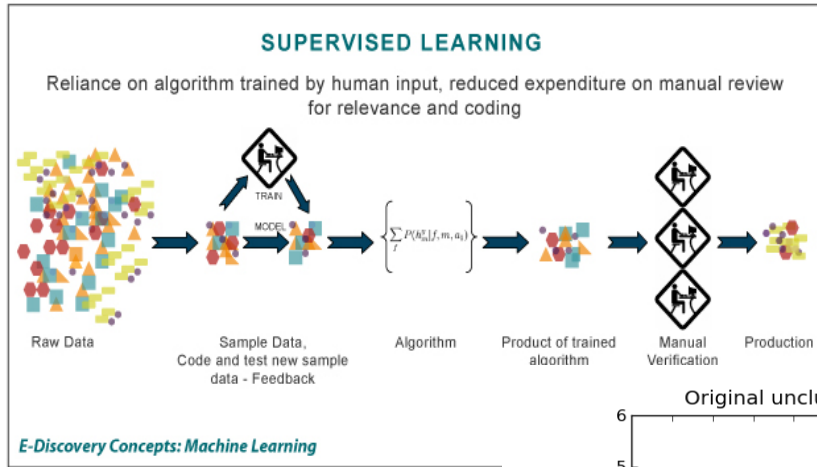 SUPERVISED LEARNING
Reliance on algorithm trained by human input, reduced expenditure on manual review
for relevance and coding
TRAIN
MODEL
Raw Data
Sample Data,
Code and test new sample
data - Feedback
Algorithm
Product of trained
algorithm
Manual
Verification
Production
E-Discovery Concepts: Machine Learning
Original unclu
6
5